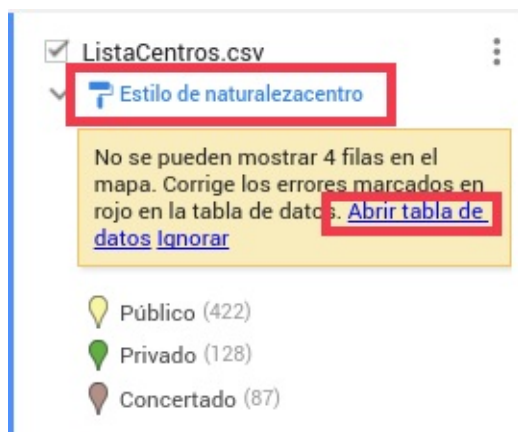 ListaCentros.csv
Estilo de naturalezacentro
No se pueden mostrar 4 filas en el
mapa. Corrige los errores marcados en
rojo en la tabla de datos. Abrir tabla de
datos Ignorar
Público (422)
Privado (128)
Concertado (87)